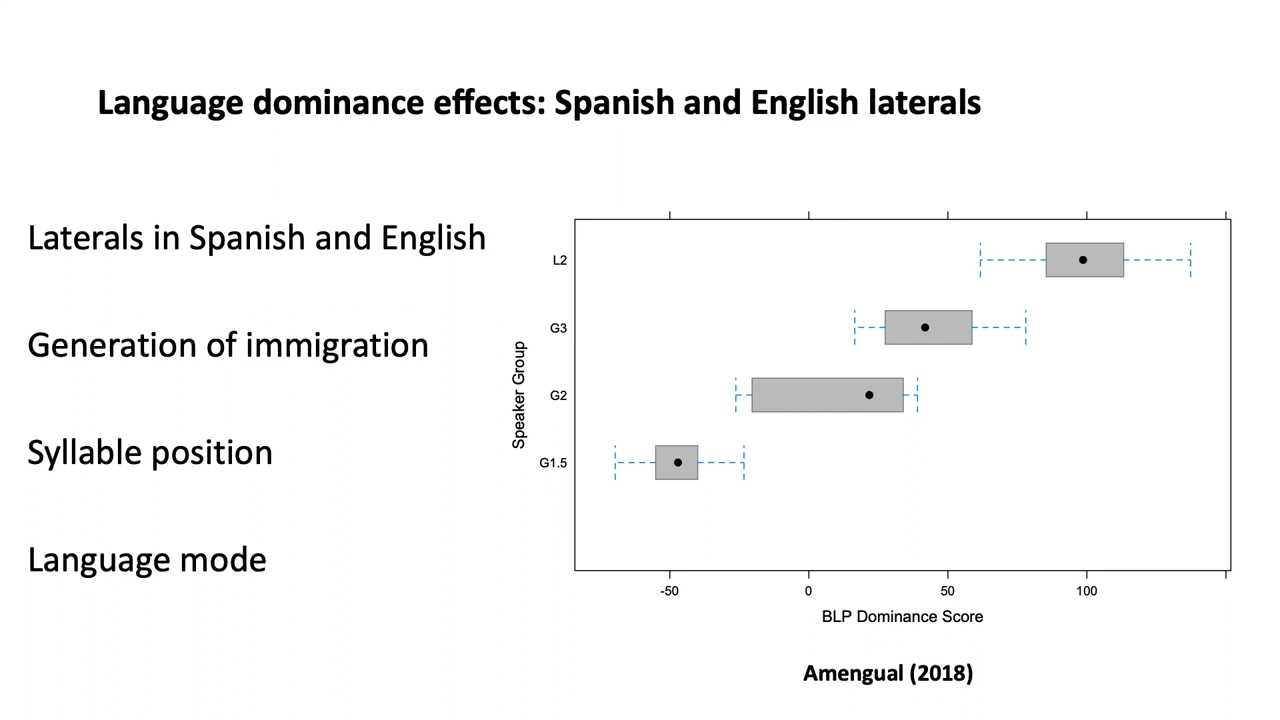 Language dominance effects: Spanish and English laterals
Laterals in Spanish and English
Generation of immigration
Syllable position
Language mode
Speaker Group
L2
G3
G2
G1.5
-50 0 50 100
BLP Dominance Score
Amengual (2018)